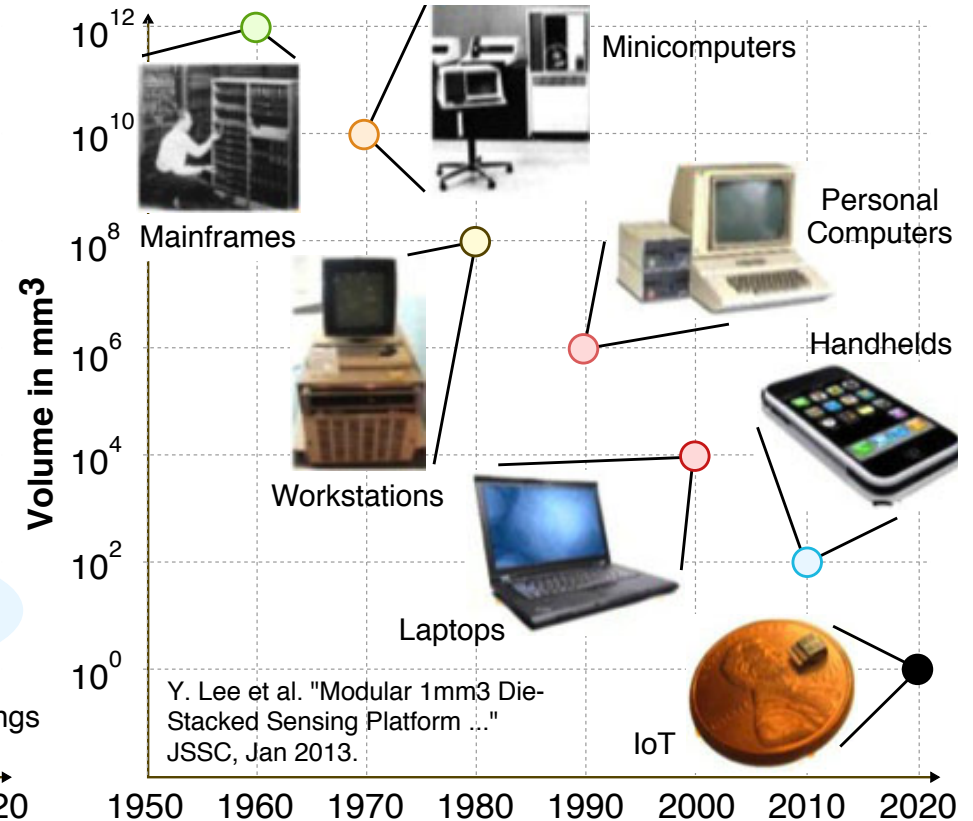 10^12
Minicomputers
10^10
Personal
Computers
10^8
Mainframes
Volume in mm^3
10^6
Handhelds
10^4
Workstations
10^2
Laptops
10^0
Y. Lee et al. "Modular 1mm3 Die-
Stacked Sensing Platform ..."
JSSC, Jan 2013.
ngs
IoT
20
1950 1960 1970 1980 1990 2000 2010 2020